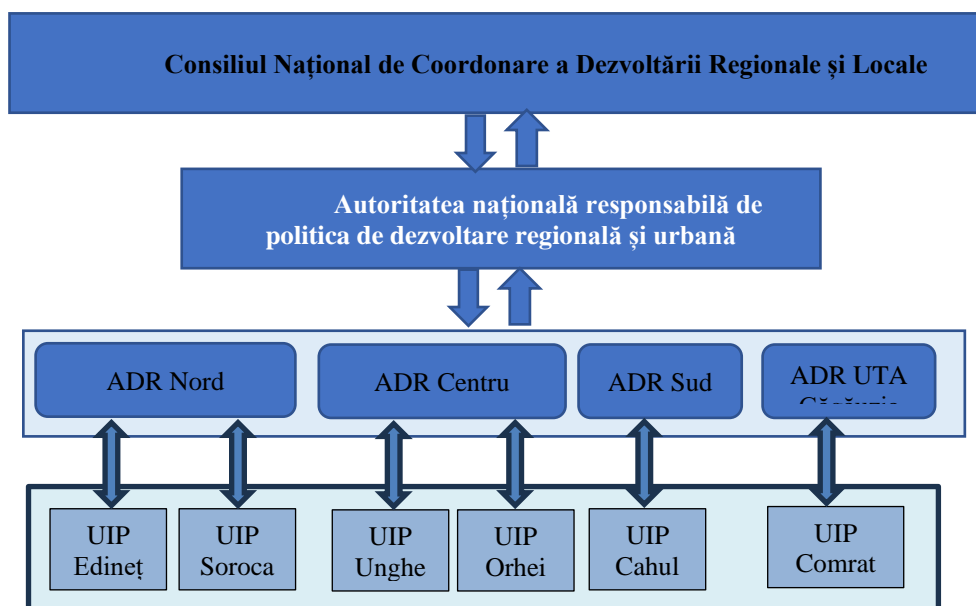 Consiliul Național de Coordonare a Dezvoltării Regionale și Locale
Autoritatea națională responsabilă de
politica de dezvoltare regională și urbană
ADR Nord
ADR Centru
ADR Sud
ADR UTA
Găgăuzia
UIP
Edineț
UIP
Soroca
UIP
Unghe
UIP
Orhei
UIP
Cahul
UIP
Comrat